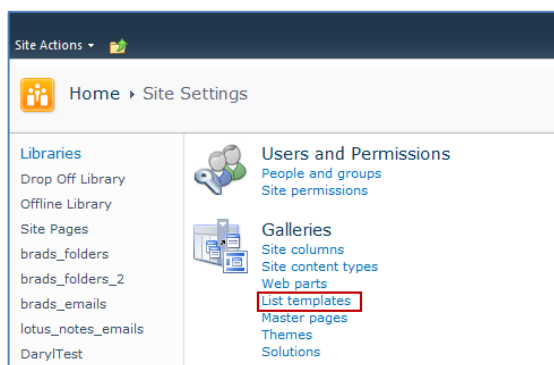 Site Actions
Home ▸ Site Settings
Libraries
Drop Off Library
Offline Library
Site Pages
brads_folders
brads_folders_2
brads_emails
lotus_notes_emails
DarylTest
Users and Permissions
People and groups
Site permissions
Galleries
Site columns
Site content types
Web parts
List templates
Master pages
Themes
Solutions